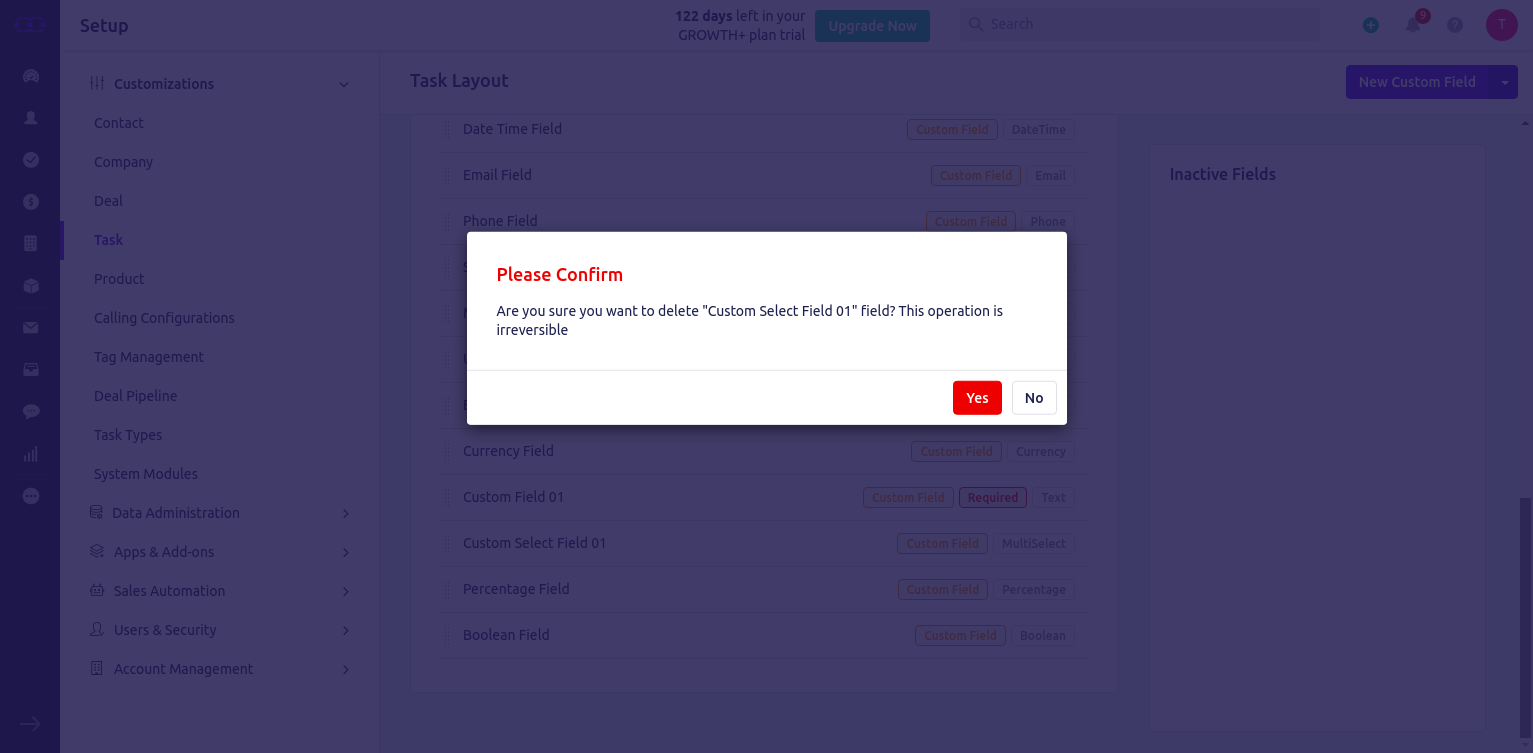 Setup
122 days left in your
GROWTH+ plan trial
Upgrade Now
Search
9
T
Customizations
Contact
Company
Deal
Task
Product
Calling Configurations
Tag Management
Deal Pipeline
Task Types
System Modules
Data Administration
Apps & Add-ons
Sales Automation
Users & Security
Account Management
Task Layout
New Custom Field
Date Time Field Custom Field DateTime
Email Field Custom Field Email
Phone Field Custom Field Phone
Please Confirm
Are you sure you want to delete "Custom Select Field 01" field? This operation is
irreversible
Yes No
Currency Field Custom Field Currency
Custom Field 01 Custom Field Required Text
Custom Select Field 01 Custom Field MultiSelect
Percentage Field Custom Field Percentage
Boolean Field Custom Field Boolean
Inactive Fields